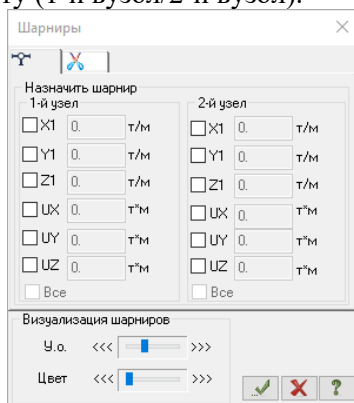 ту (1-й узел/2-й узел).
Шарниры
Назначить шарнир
1-й узел 2-й узел
X1 0. т/м X1 0. т/м
Y1 0. т/м Y1 0. т/м
Z1 0. т/м Z1 0. т/м
UX 0. т*м UX 0. т*м
UY 0. т*м UY 0. т*м
UZ 0. т*м UZ 0. т*м
Все Все
Визуализация шарниров
У.о. <<< >>>
Цвет <<< >>>
?